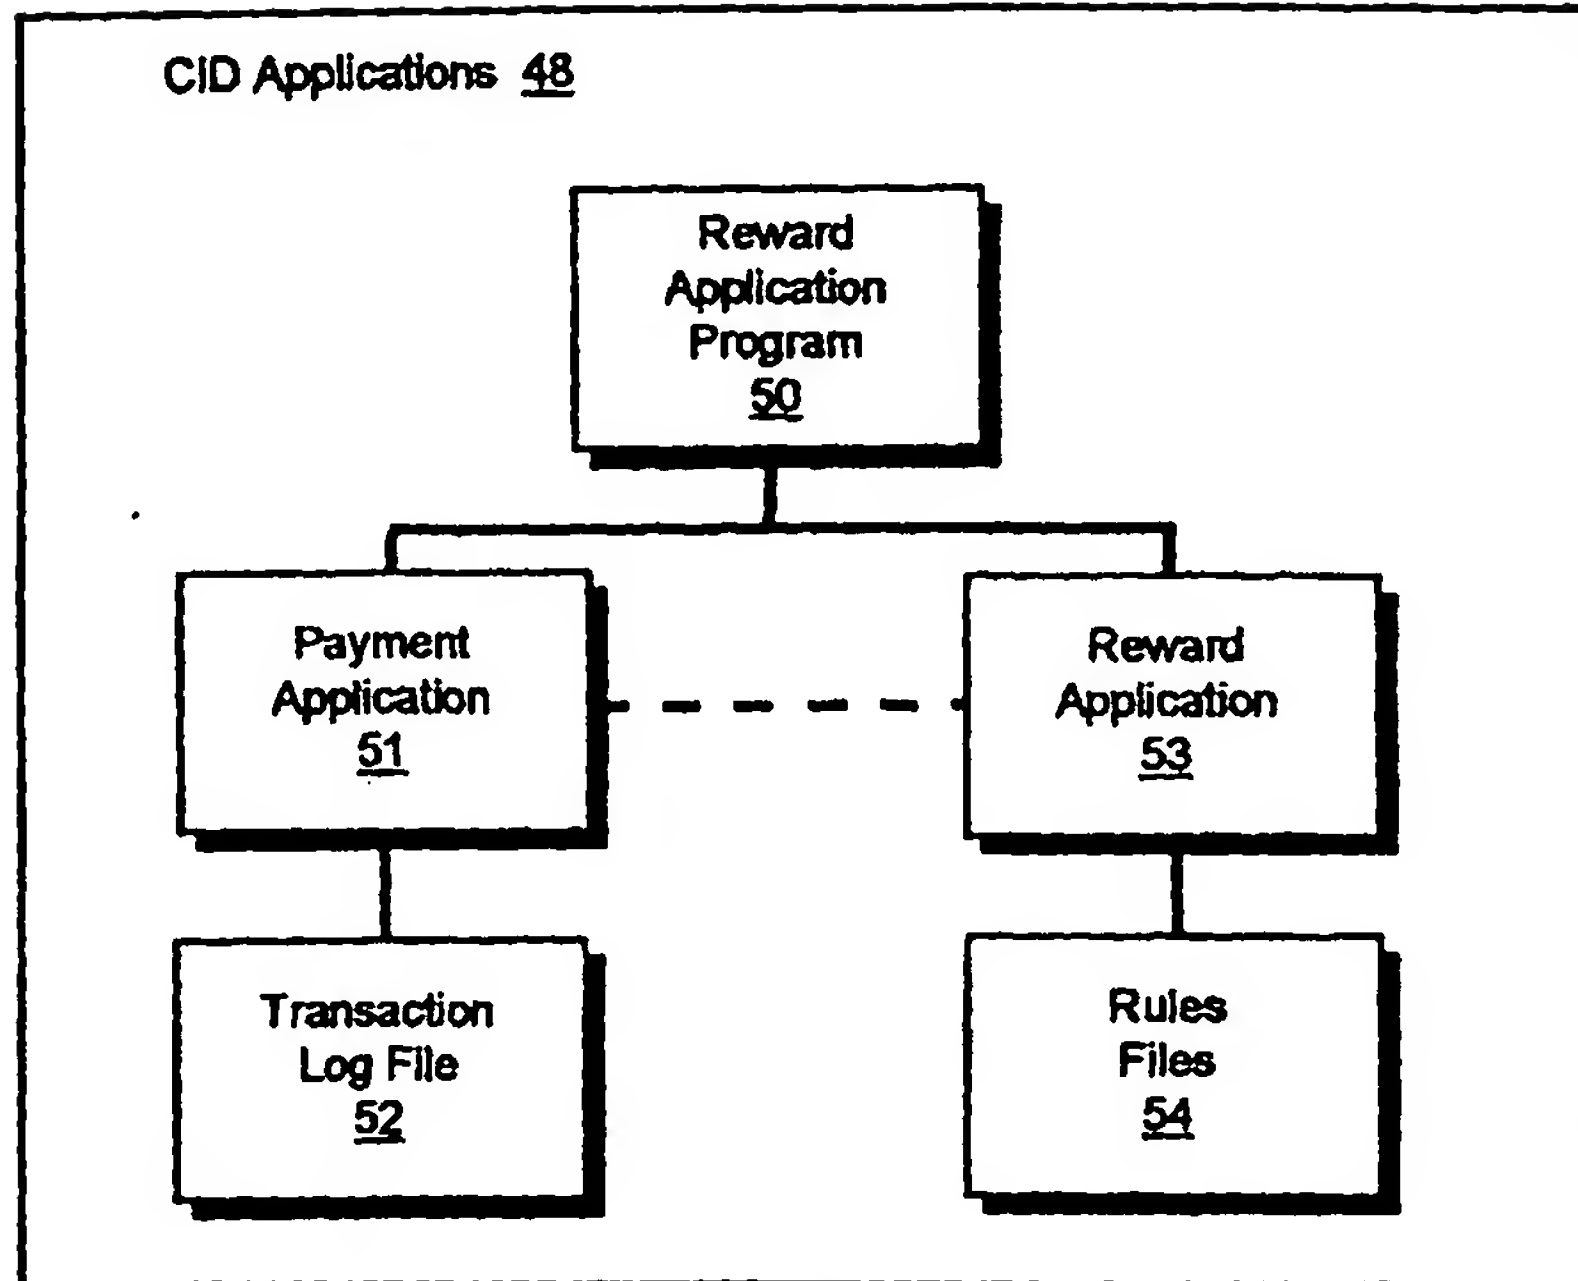 CID Applications 48
Reward
Application
Program
50
Payment
Application
51
Reward
Application
53
Transaction
Log File
52
Rules
Files
54